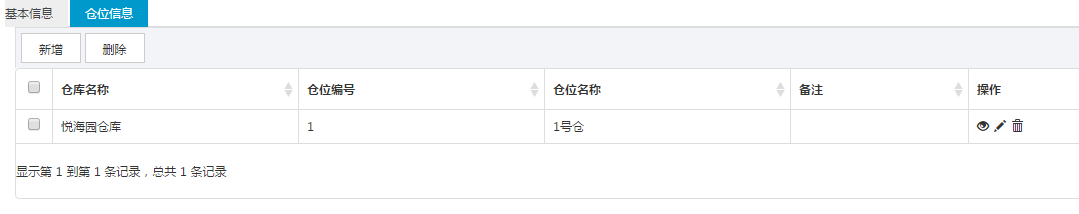 基本信息 仓位信息
新增 删除
仓库名称 仓位编号 仓位名称 备注 操作
悦海园仓库 1 1号仓
显示第 1 到第 1 条记录，总共 1 条记录